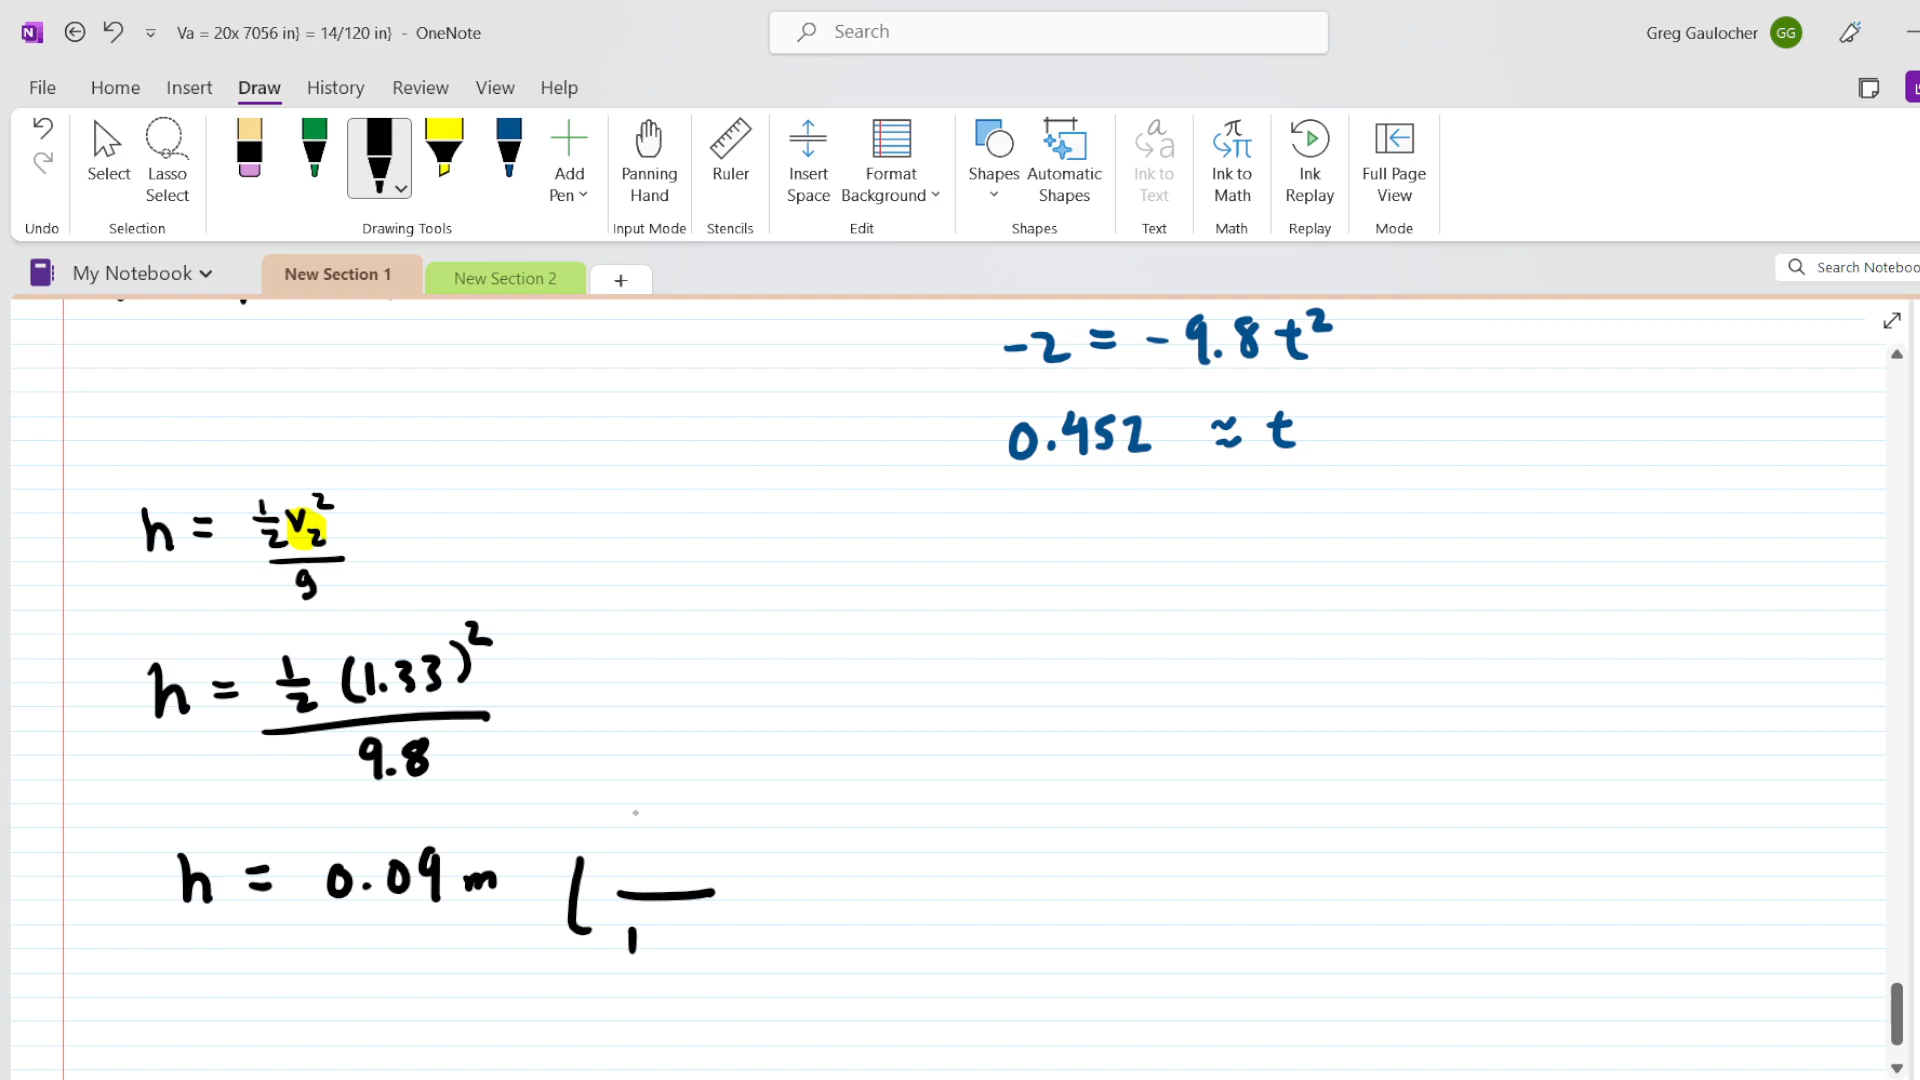 Va = 20x 7056 in} = 14/120 in} - OneNote
Search
Greg Gaulocher GG
File Home Insert Draw History Review View Help
Select
Lasso Select
Add Pen
Panning Hand
Ruler
Insert Space
Format Background
Shapes
Automatic Shapes
Ink to Text
Ink to Math
Ink Replay
Full Page View
Undo Selection Drawing Tools Input Mode Stencils Edit Shapes Text Math Replay Mode
My Notebook New Section 1 New Section 2 + Search Noteboo
-2 = -9.8 t²
0.452 ≈ t
h = ½v₂² / g
h = ½ (1.33)² / 9.8
h = 0.09 m ( — 1